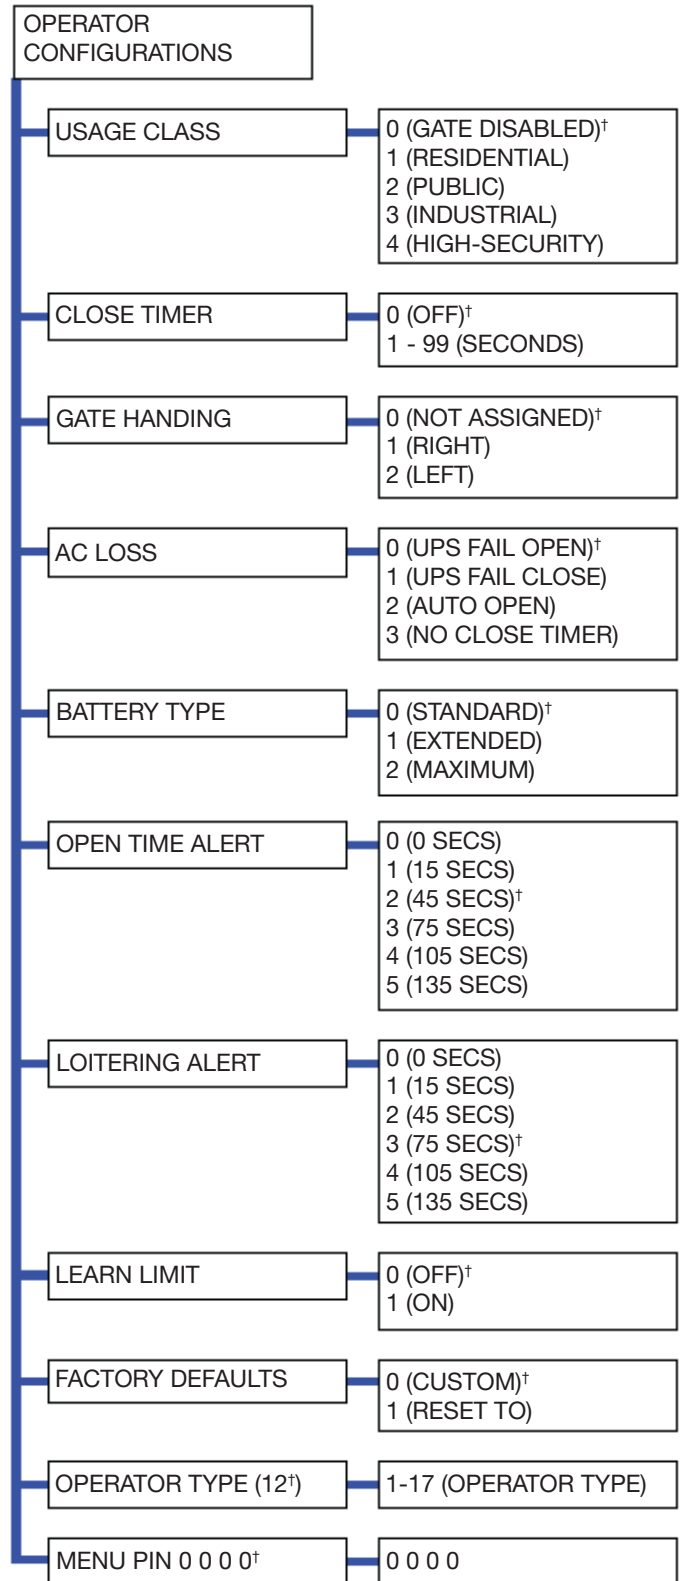 OPERATOR
CONFIGURATIONS
USAGE CLASS
0 (GATE DISABLED)†
1 (RESIDENTIAL)
2 (PUBLIC)
3 (INDUSTRIAL)
4 (HIGH-SECURITY)
CLOSE TIMER
0 (OFF)†
1 - 99 (SECONDS)
GATE HANDING
0 (NOT ASSIGNED)†
1 (RIGHT)
2 (LEFT)
AC LOSS
0 (UPS FAIL OPEN)†
1 (UPS FAIL CLOSE)
2 (AUTO OPEN)
3 (NO CLOSE TIMER)
BATTERY TYPE
0 (STANDARD)†
1 (EXTENDED)
2 (MAXIMUM)
OPEN TIME ALERT
0 (0 SECS)
1 (15 SECS)
2 (45 SECS)†
3 (75 SECS)
4 (105 SECS)
5 (135 SECS)
LOITERING ALERT
0 (0 SECS)
1 (15 SECS)
2 (45 SECS)
3 (75 SECS)†
4 (105 SECS)
5 (135 SECS)
LEARN LIMIT
0 (OFF)†
1 (ON)
FACTORY DEFAULTS
0 (CUSTOM)†
1 (RESET TO)
OPERATOR TYPE (12†)
1-17 (OPERATOR TYPE)
MENU PIN 0 0 0 0†
0 0 0 0